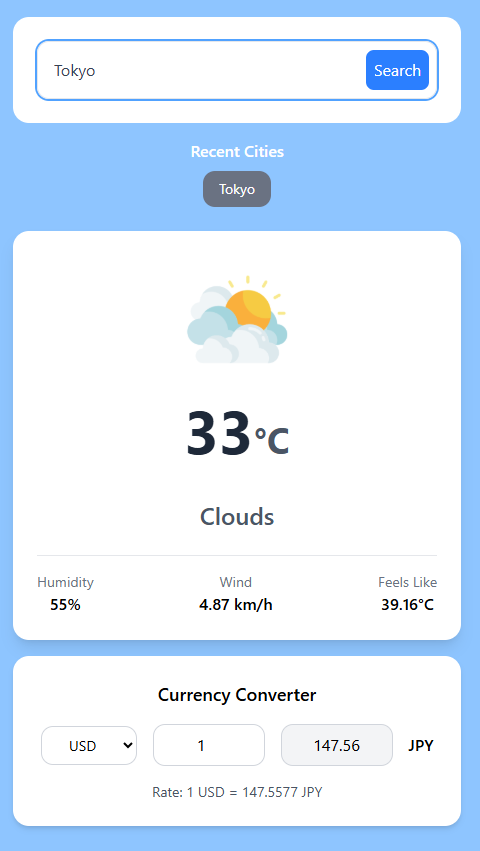 Tokyo Search
Recent Cities
Tokyo
33°C
Clouds
Humidity Wind Feels Like
55% 4.87 km/h 39.16°C
Currency Converter
USD 1 147.56 JPY
Rate: 1 USD = 147.5577 JPY